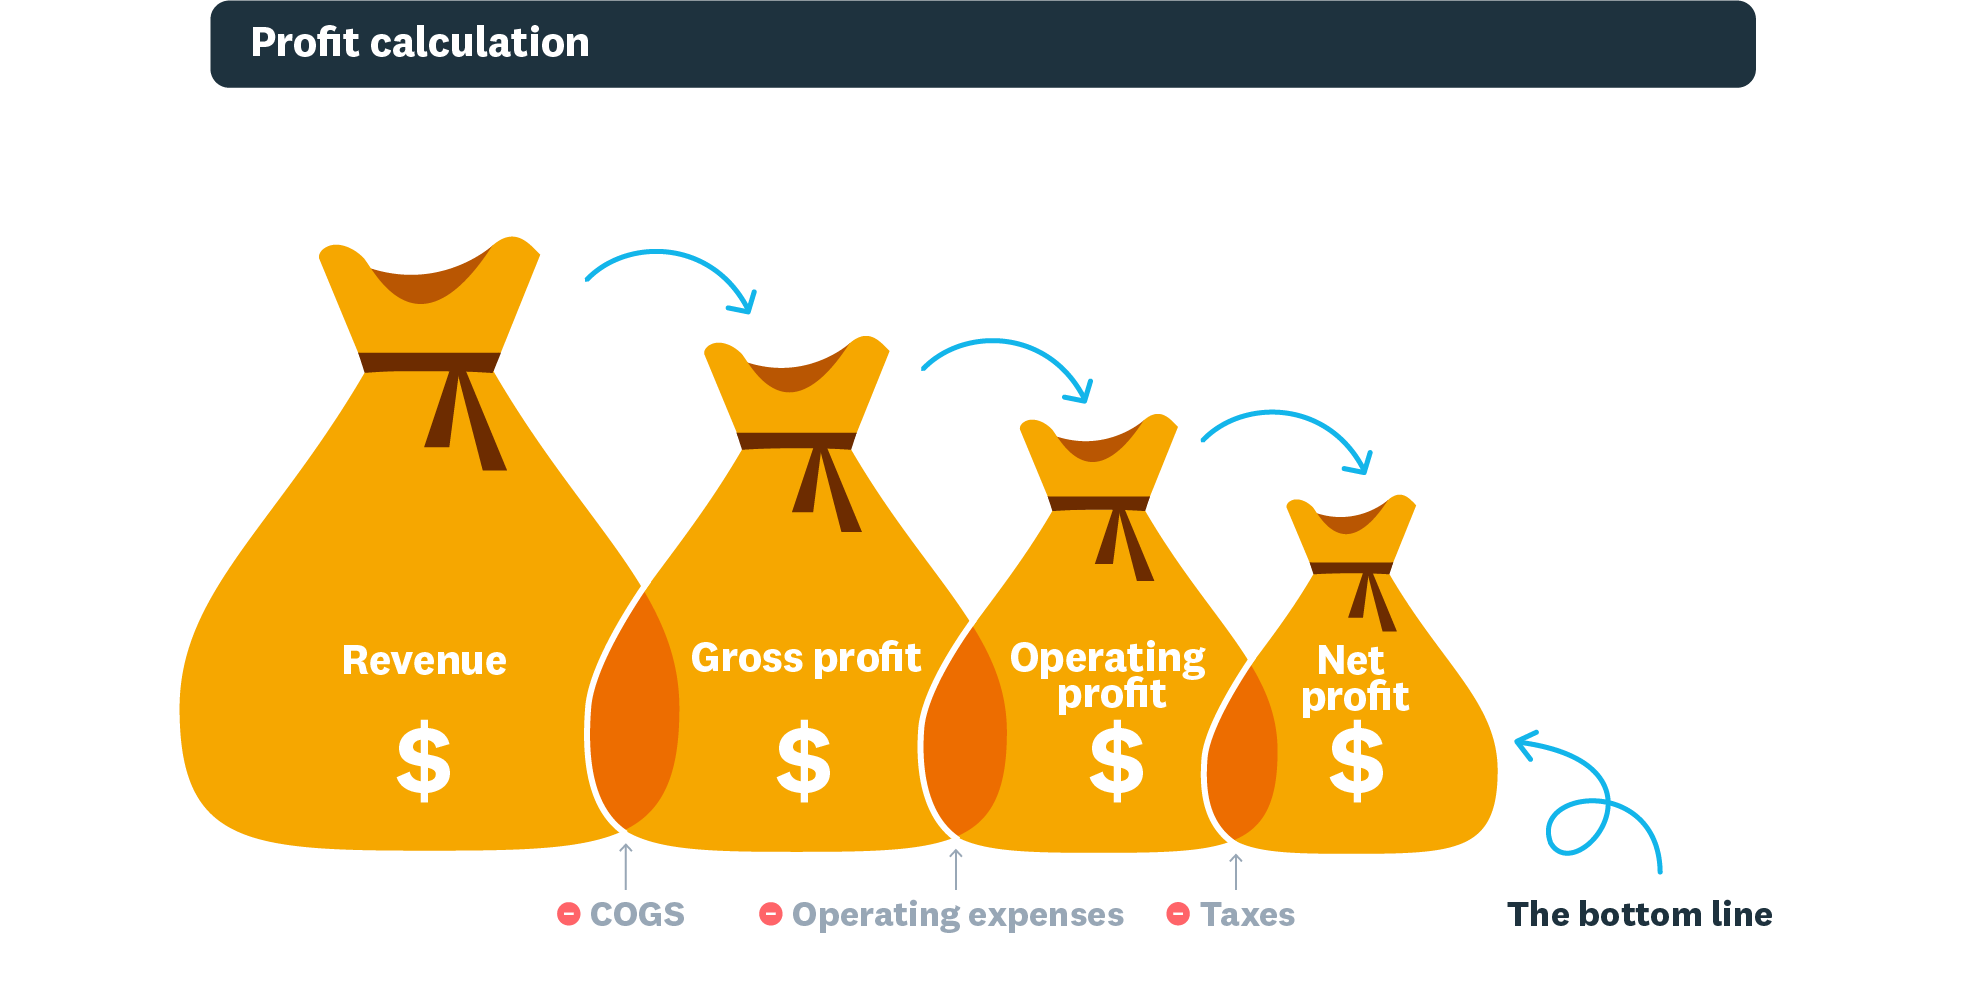 Profit calculation
Revenue
$
Gross profit
$
Operating
profit
$
Net
profit
$
- COGS
- Operating expenses
- Taxes
The bottom line